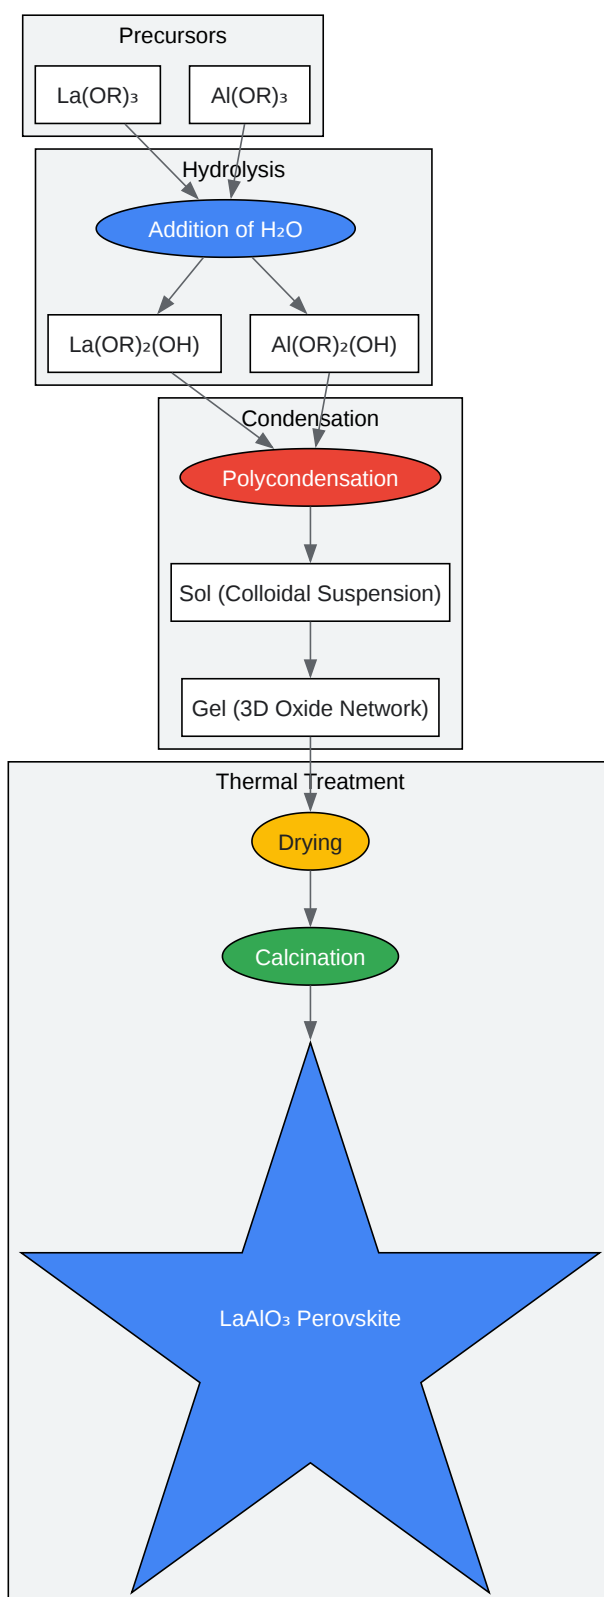 Precursors
La(OR)₃
Al(OR)₃
Hydrolysis
Addition of H₂O
La(OR)₂(OH)
Al(OR)₂(OH)
Condensation
Polycondensation
Sol (Colloidal Suspension)
Gel (3D Oxide Network)
Thermal Treatment
Drying
Calcination
LaAlO₃ Perovskite